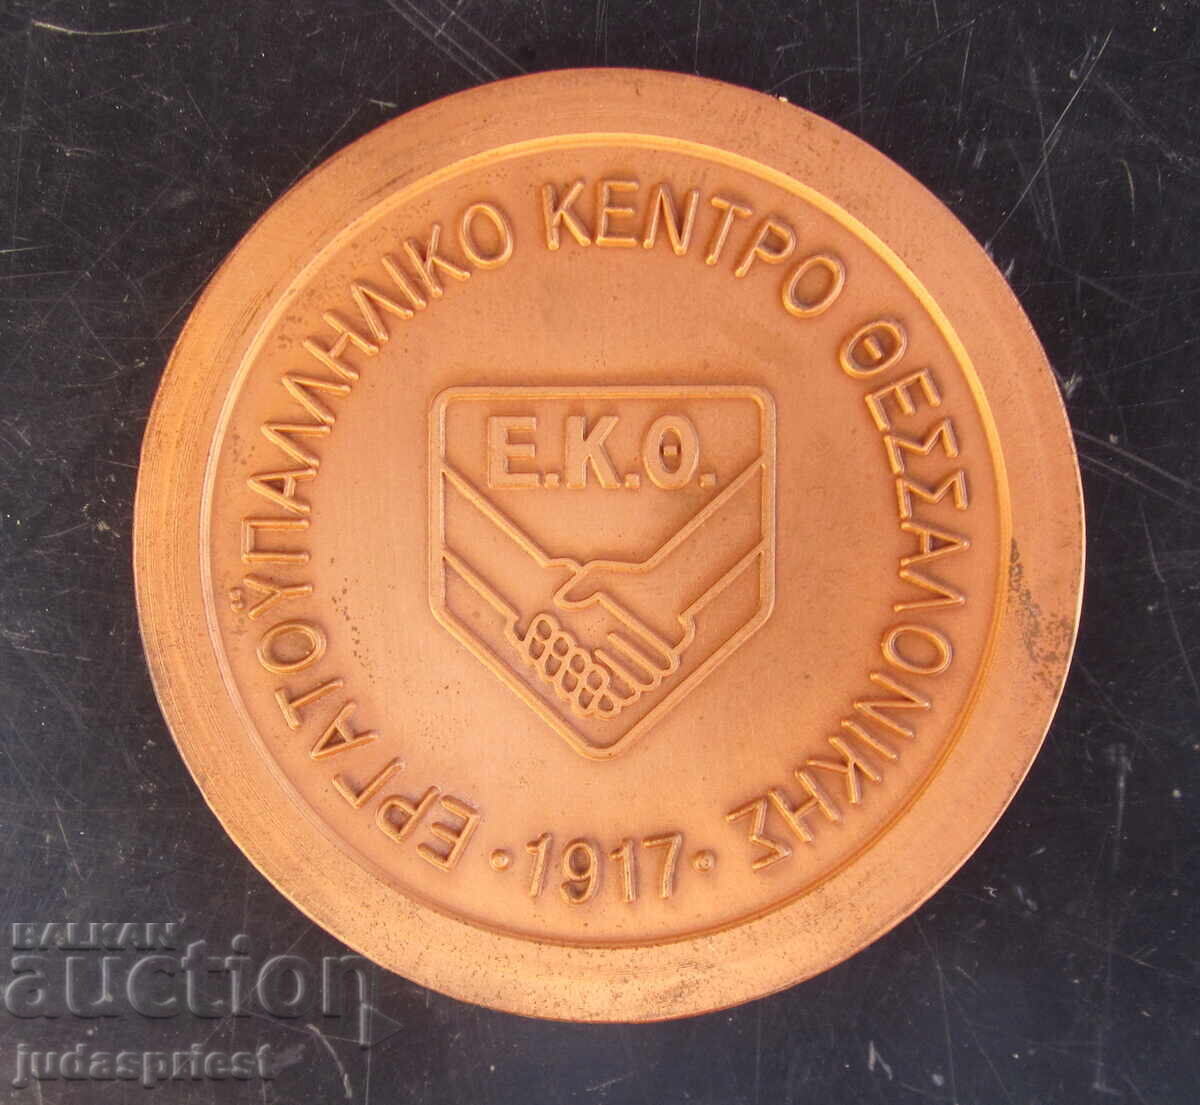 ΕΡΓΑΤΟΫΠΑΛΛΗΛΙΚΟ ΚΕΝΤΡΟ ΘΕΣΣΑΛΟΝΙΚΗΣ
· 1917 ·
Ε.Κ.Θ.
BALKAN
auction
judaspriest